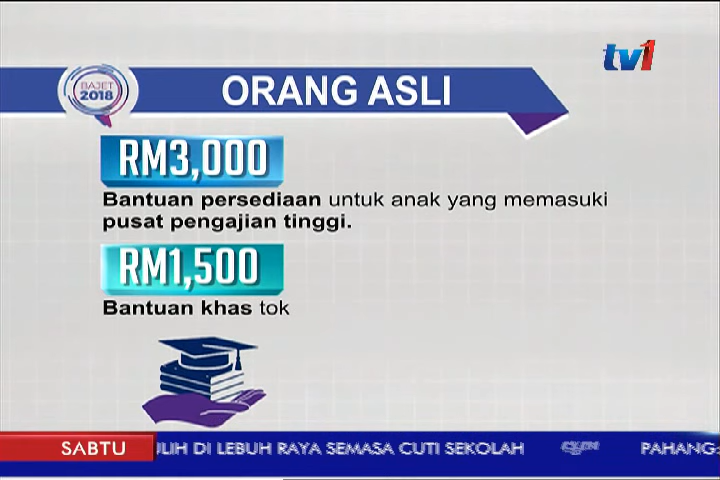 tv1
BAJET
2018
ORANG ASLI
RM3,000
Bantuan persediaan untuk anak yang memasuki
pusat pengajian tinggi.
RM1,500
Bantuan khas tok
SABTU
ULIH DI LEBUH RAYA SEMASA CUTI SEKOLAH
PAHANG: